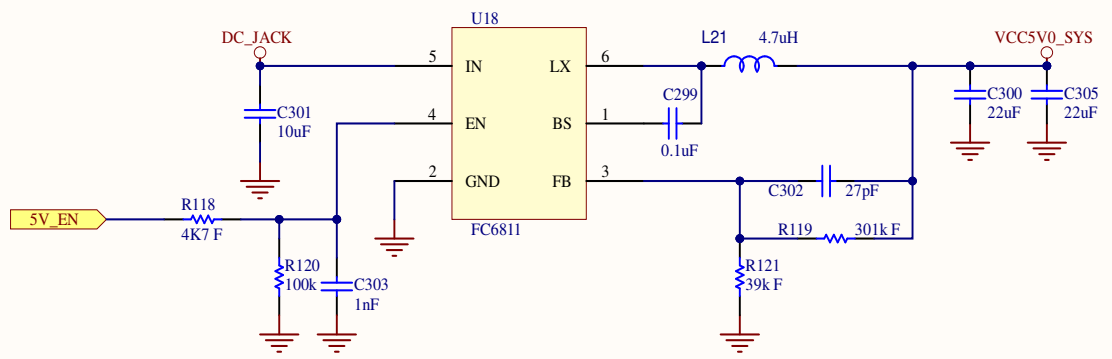 U18
DC_JACK
L21
4.7uH
VCC5V0_SYS
5
IN
LX
6
C301
10uF
C299
0.1uF
C300
22uF
C305
22uF
4
EN
BS
1
2
GND
FB
3
FC6811
C302
27pF
5V_EN
R118
4K7 F
R119
301k F
R120
100k
C303
1nF
R121
39k F